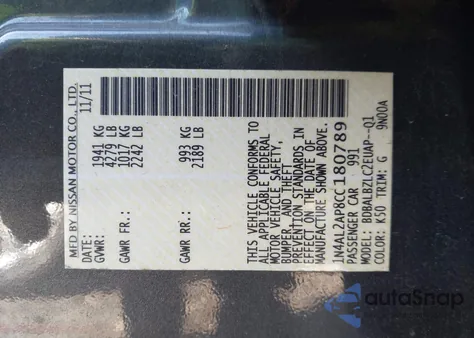 MFD BY NISSAN MOTOR CO., LTD.
11/11
GVWR: 1941 KG
4279 LB
GAWR FR.: 1017 KG
2242 LB
GAWR RR.: 993 KG
2189 LB
THIS VEHICLE CONFORMS TO
ALL APPLICABLE FEDERAL
MOTOR VEHICLE SAFETY,
BUMPER, AND THEFT
PREVENTION STANDARDS IN
EFFECT ON THE DATE OF
MANUFACTURE SHOWN ABOVE.
1N4AL2AP8CC180789
PASSENGER CAR 991
MODEL: BDBALBZLCZEUAP--Q1
COLOR: K50 TRIM: G 9N00A
autoSnap